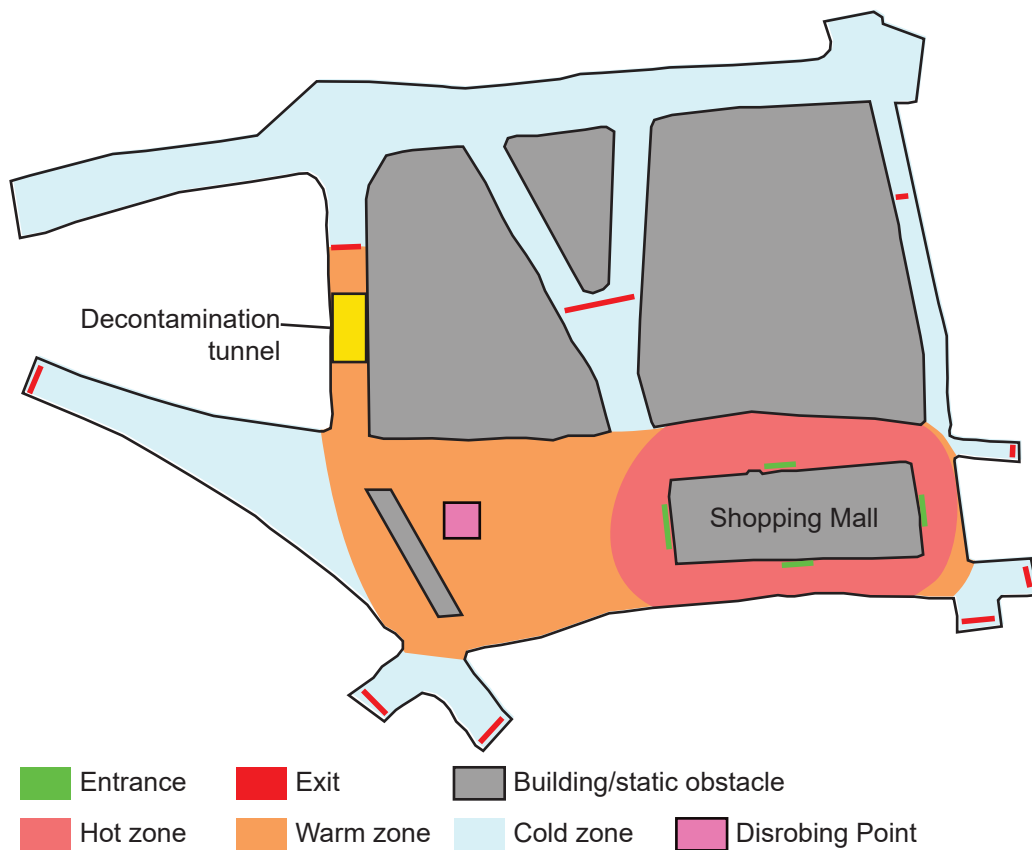 Decontamination
tunnel
Shopping Mall
Entrance
Exit
Building/static obstacle
Hot zone
Warm zone
Cold zone
Disrobing Point